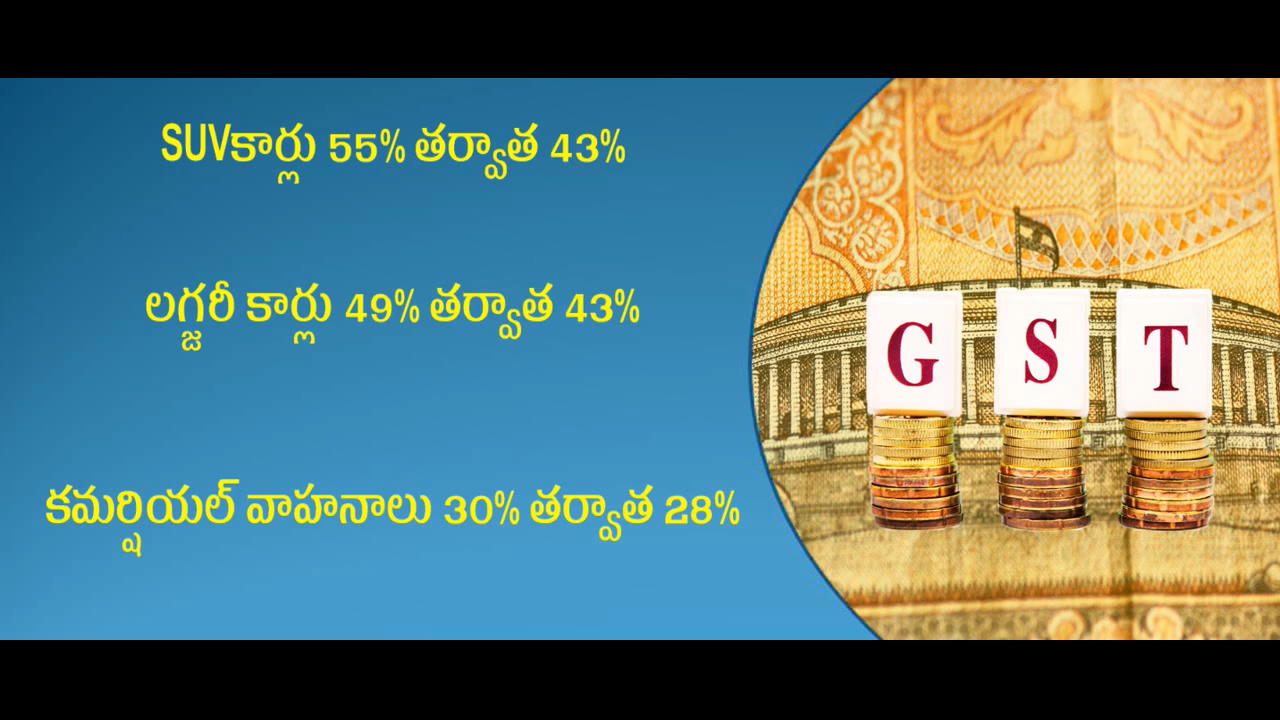 SUVకార్లు 55% తర్వాత 43%
లగ్జరీ కార్లు 49% తర్వాత 43%
కమర్షియల్ వాహనాలు 30% తర్వాత 28%
G S T